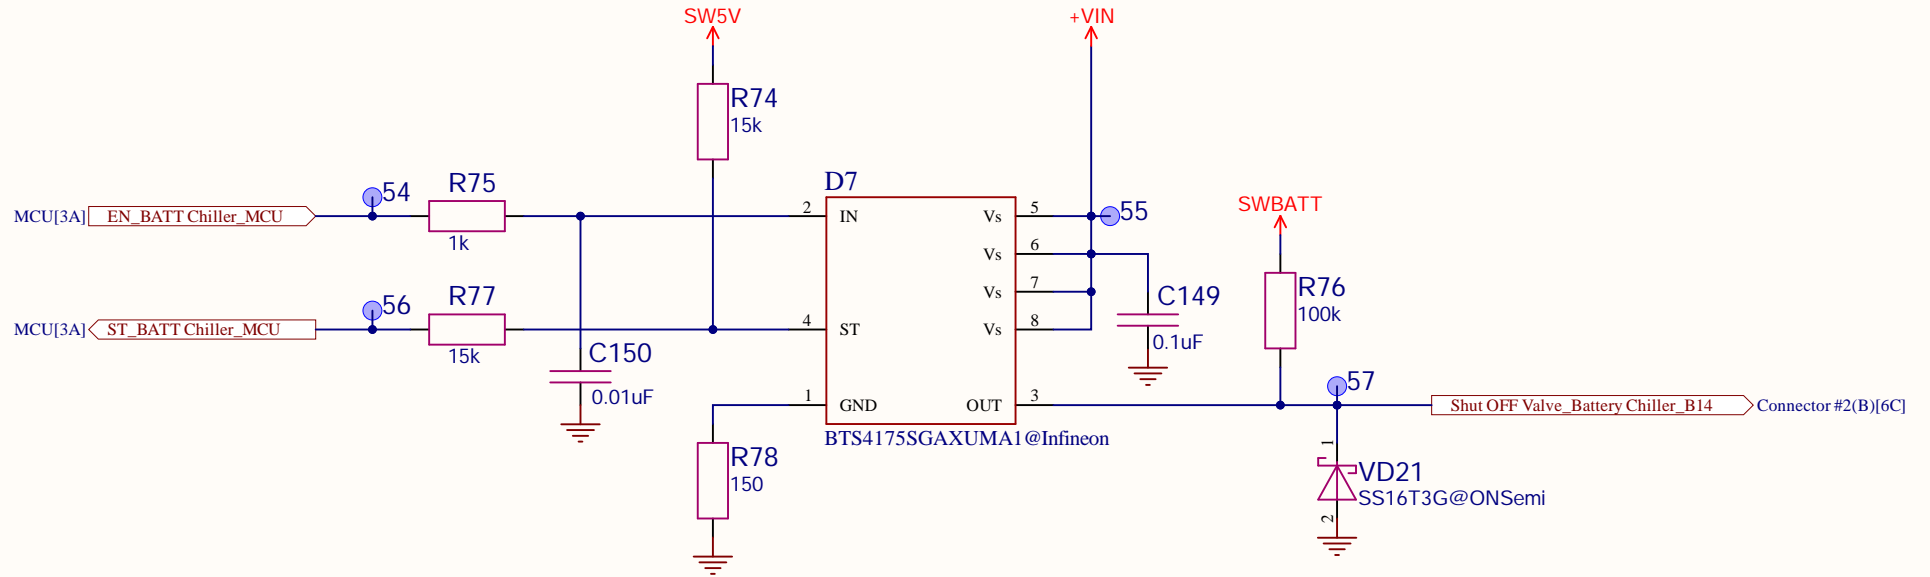 SW5V
+VIN
R74
15k
D7
54
R75
1k
MCU[3A]
EN_BATT Chiller_MCU
2
IN
Vs
5
55
SWBATT
Vs
6
56
R77
15k
MCU[3A]
ST_BATT Chiller_MCU
4
ST
Vs
7
Vs
8
C149
0.1uF
R76
100k
C150
0.01uF
1
GND
OUT
3
57
Shut OFF Valve_Battery Chiller_B14
Connector #2(B)[6C]
BTS4175SGAXUMA1@Infineon
R78
150
1
VD21
SS16T3G@ONSemi
2